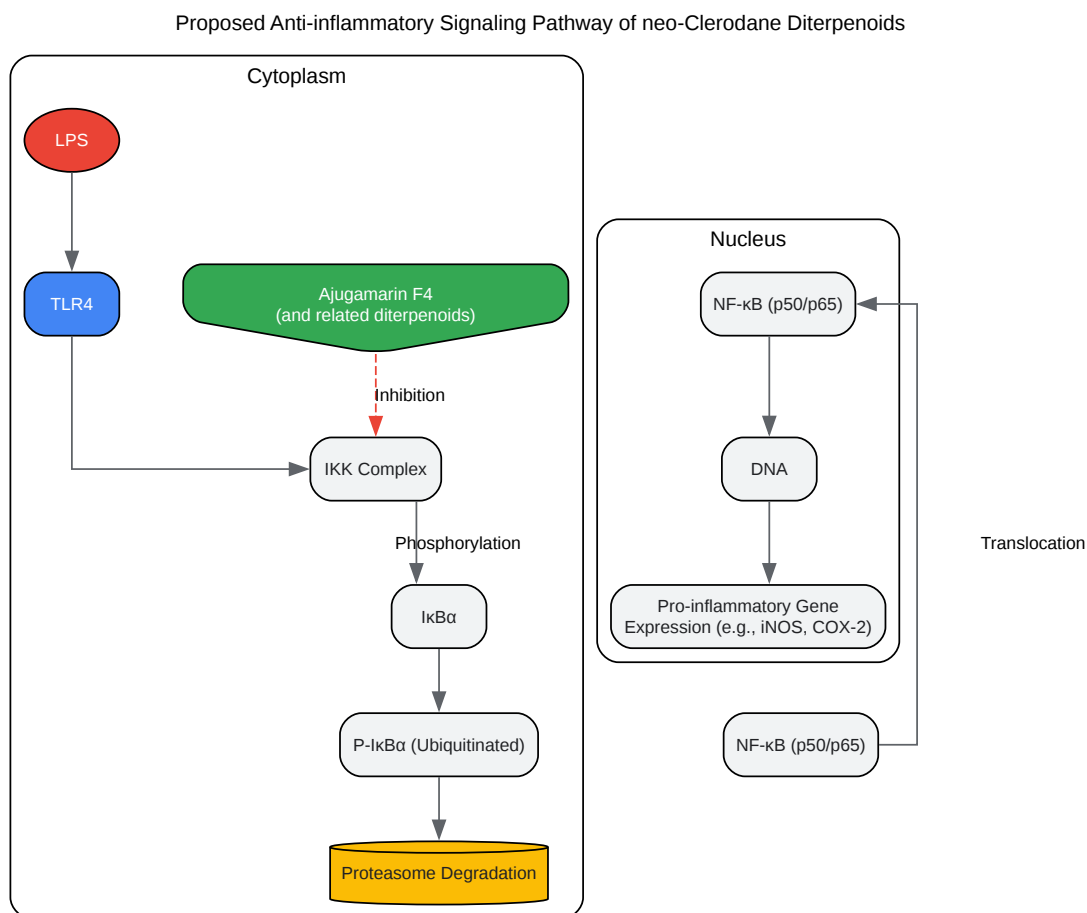 Proposed Anti-inflammatory Signaling Pathway of neo-Clerodane Diterpenoids
Cytoplasm
LPS
TLR4
Ajugamarin F4
(and related diterpenoids)
Inhibition
IKK Complex
Phosphorylation
IκBα
P-IκBα (Ubiquitinated)
Proteasome Degradation
Nucleus
NF-κB (p50/p65)
DNA
Pro-inflammatory Gene
Expression (e.g., iNOS, COX-2)
Translocation
NF-κB (p50/p65)